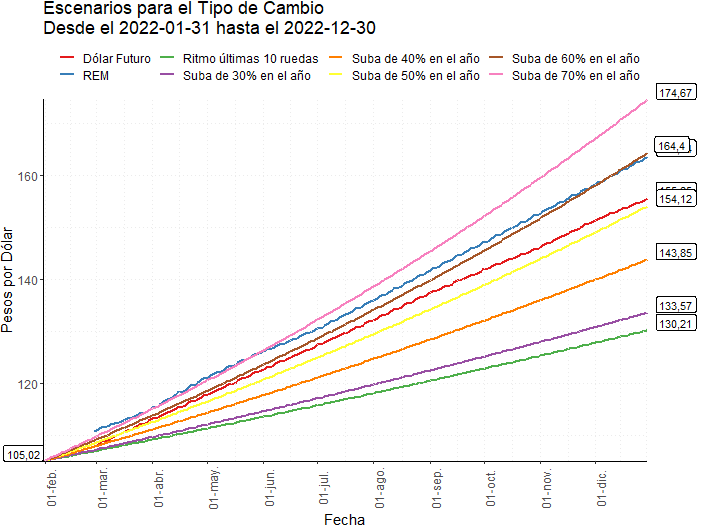 Escenarios para el Tipo de Cambio
Desde el 2022-01-31 hasta el 2022-12-30
Dólar Futuro
Ritmo últimas 10 ruedas
Suba de 40% en el año
Suba de 60% en el año
REM
Suba de 30% en el año
Suba de 50% en el año
Suba de 70% en el año
174,67
164,4
154,12
143,85
133,57
130,21
105,02
160
140
120
Pesos por Dólar
01-feb.
01-mar.
01-abr.
01-may.
01-jun.
01-jul.
01-ago.
01-sep.
01-oct.
01-nov.
01-dic.
Fecha